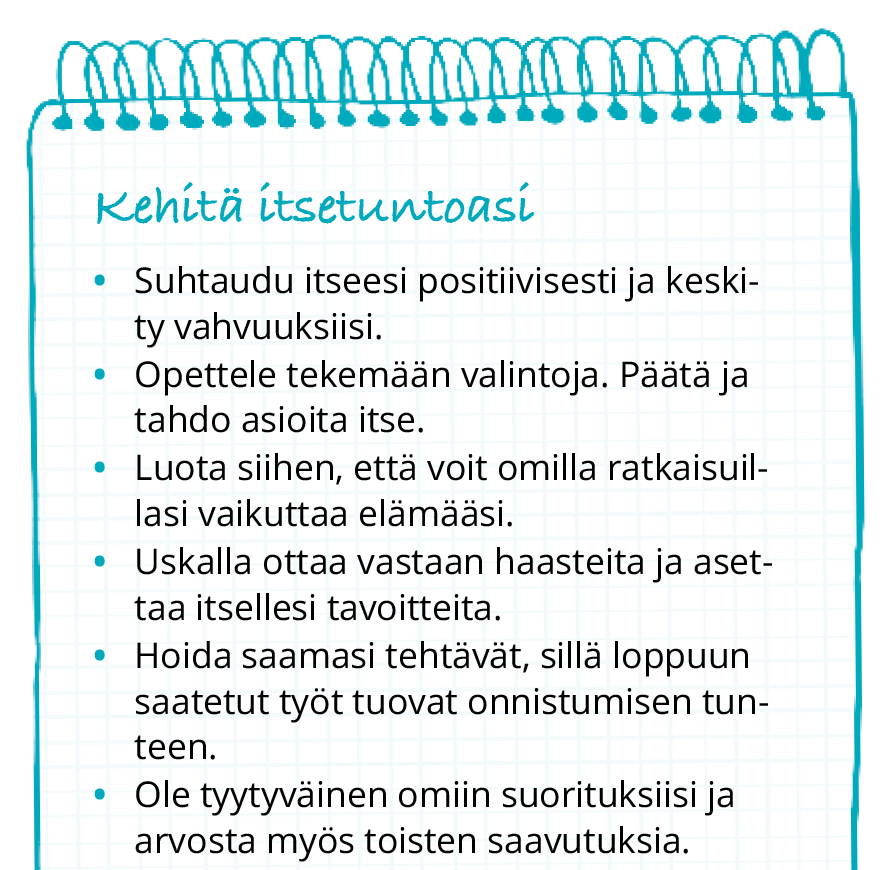 Kehitä itsetuntoasi
• Suhtaudu itseesi positiivisesti ja keski-
ty vahvuuksiisi.
• Opettele tekemään valintoja. Päätä ja
tahdo asioita itse.
• Luota siihen, että voit omilla ratkaisuil-
lasi vaikuttaa elämääsi.
• Uskalla ottaa vastaan haasteita ja aset-
taa itsellesi tavoitteita.
• Hoida saamasi tehtävät, sillä loppuun
saatetut työt tuovat onnistumisen tun-
teen.
• Ole tyytyväinen omiin suorituksiisi ja
arvosta myös toisten saavutuksia.